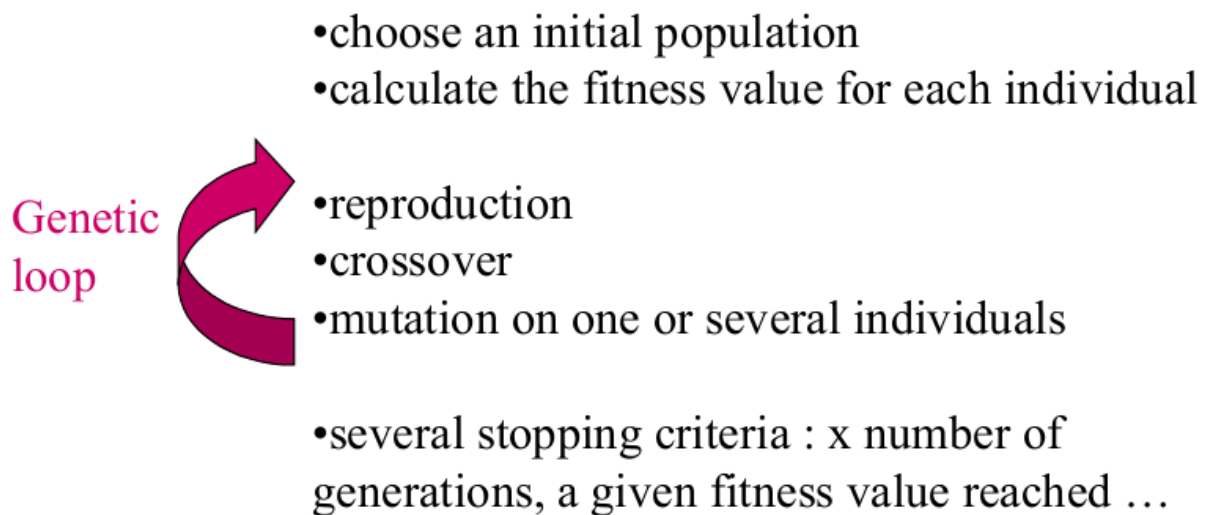 •choose an initial population
•calculate the fitness value for each individual
Genetic
loop
•reproduction
•crossover
•mutation on one or several individuals
•several stopping criteria : x number of
generations, a given fitness value reached …